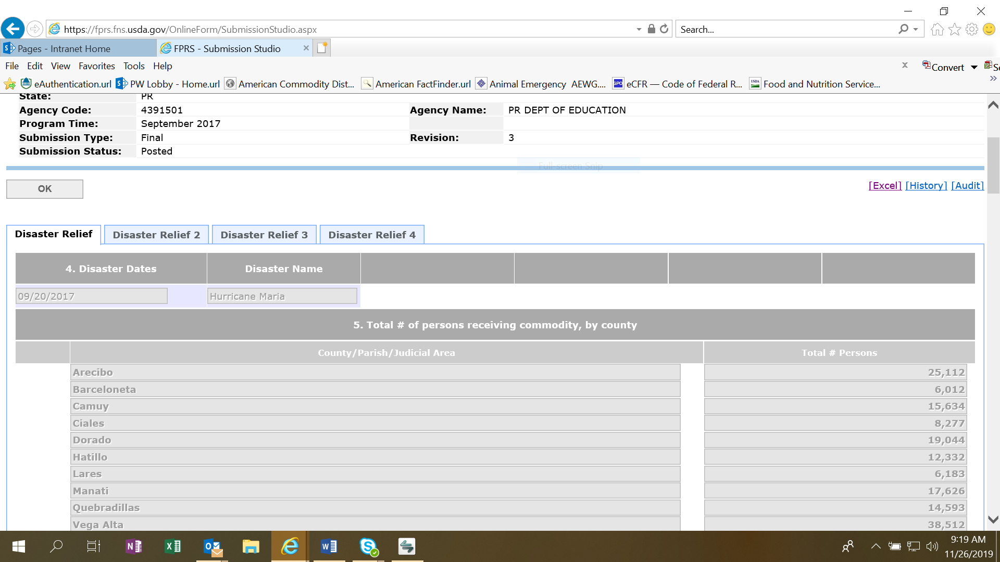 https://fprs.fns.usda.gov/OnlineForm/SubmissionStudio.aspx Search...
Pages - Intranet Home FPRS - Submission Studio
File Edit View Favorites Tools Help Convert Se
eAuthentication.url PW Lobby - Home.url American Commodity Dist... American FactFinder.url Animal Emergency AEWG.... eCFR — Code of Federal R... Food and Nutrition Service...
State: PR
Agency Code: 4391501 Agency Name: PR DEPT OF EDUCATION
Program Time: September 2017
Submission Type: Final Revision: 3
Submission Status: Posted
Full-screen Snip
OK [Excel] [History] [Audit]
Disaster Relief Disaster Relief 2 Disaster Relief 3 Disaster Relief 4
4. Disaster Dates Disaster Name
09/20/2017 Hurricane Maria
5. Total # of persons receiving commodity, by county
County/Parish/Judicial Area Total # Persons
Arecibo 25,112
Barceloneta 6,012
Camuy 15,634
Ciales 8,277
Dorado 19,044
Hatillo 12,332
Lares 6,183
Manati 17,626
Quebradillas 14,593
Vega Alta 38,512
9:19 AM
11/26/2019